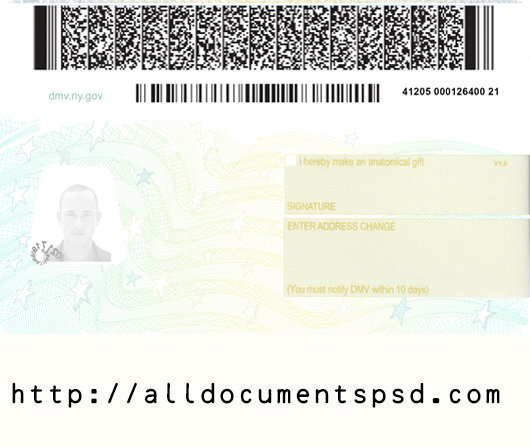 dmv.ny.gov
41205 000126400 21
I hereby make an anatomical gift
V1.0
SIGNATURE
ENTER ADDRESS CHANGE
(You must notify DMV within 10 days)
http://alldocumentspsd.com